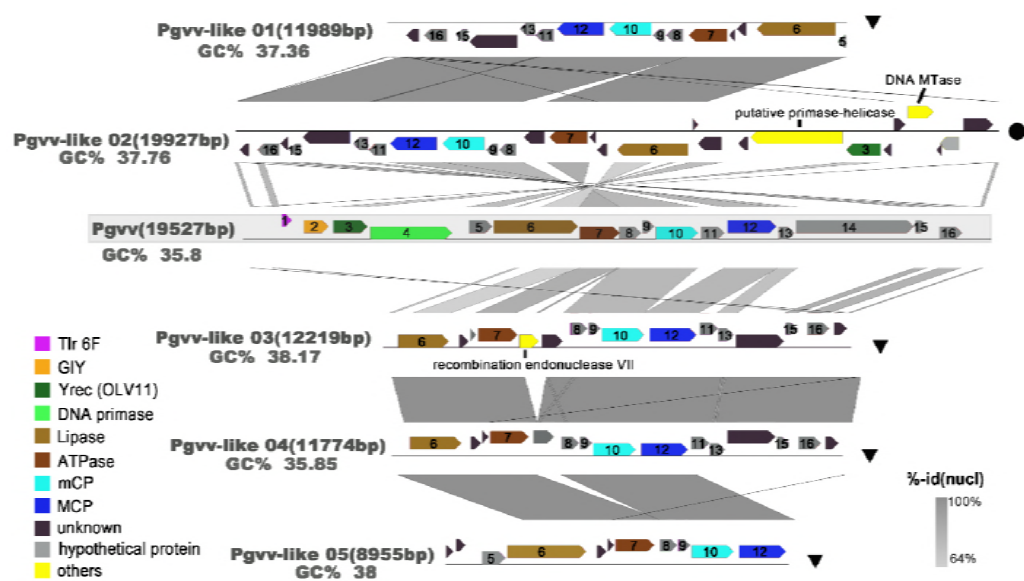 Pgvv-like 01(11989bp)
GC% 37.36
16 15 13 11 12 10 9 8 7 6 5
DNA MTase
putative primase-helicase
Pgvv-like 02(19927bp)
GC% 37.76
16 15 13 11 12 10 9 8 7 6 3
Pgvv(19527bp)
GC% 35.8
1 2 3 4 5 6 7 8 9 10 11 12 13 14 15 16
Pgvv-like 03(12219bp)
GC% 38.17
6 7 8 9 10 12 11 13 15 16
recombination endonuclease VII
Pgvv-like 04(11774bp)
GC% 35.85
6 7 8 9 10 12 11 13 15 16
Pgvv-like 05(8955bp)
GC% 38
5 6 7 8 9 10 12
Tlr 6F
GIY
Yrec (OLV11)
DNA primase
Lipase
ATPase
mCP
MCP
unknown
hypothetical protein
others
%-id(nucl)
100%
64%